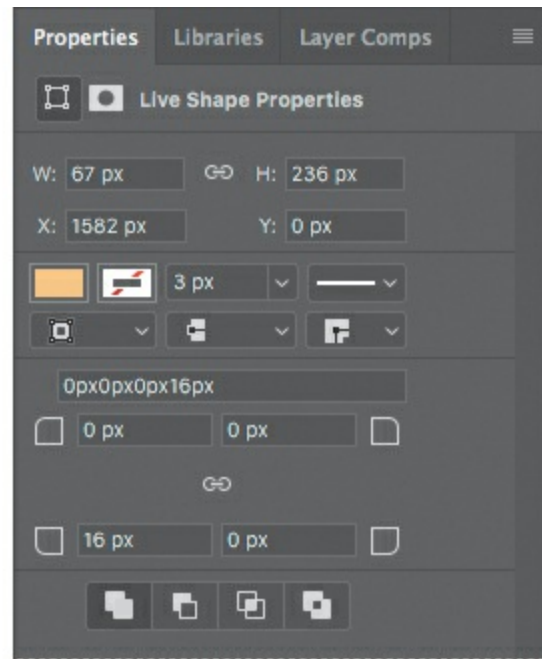 Properties Libraries Layer Comps
Live Shape Properties
W: 67 px H: 236 px
X: 1582 px Y: 0 px
3 px
0px0px0px16px
0 px 0 px
16 px 0 px